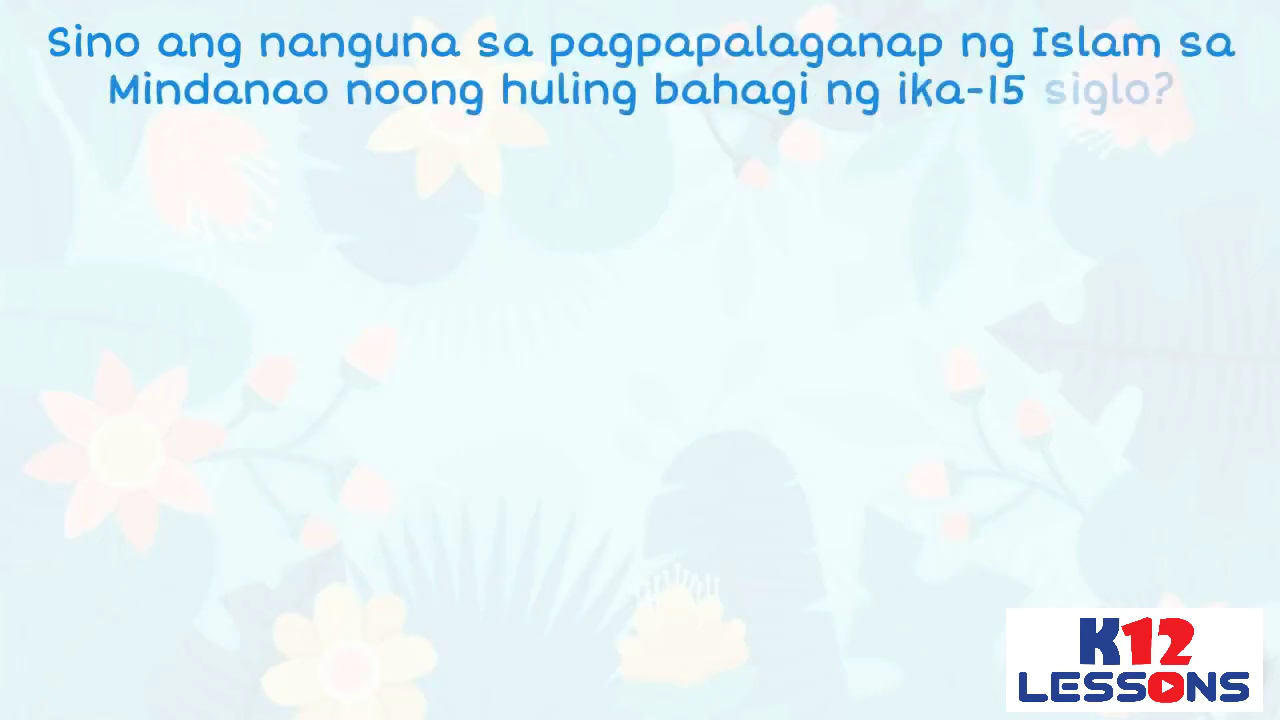 Sino ang nanguna sa pagpapalaganap ng Islam sa
Mindanao noong huling bahagi ng ika-15 siglo?
K12
LESSONS